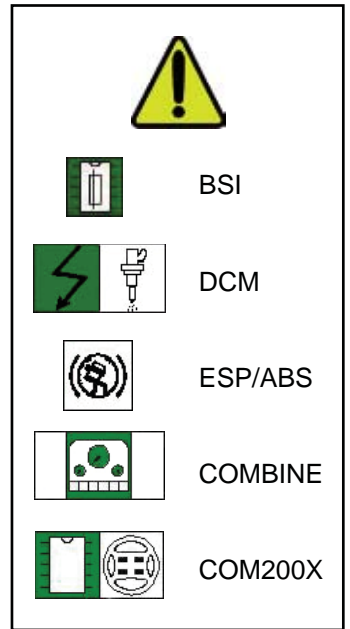 BSI
DCM
ESP/ABS
COMBINE
COM200X